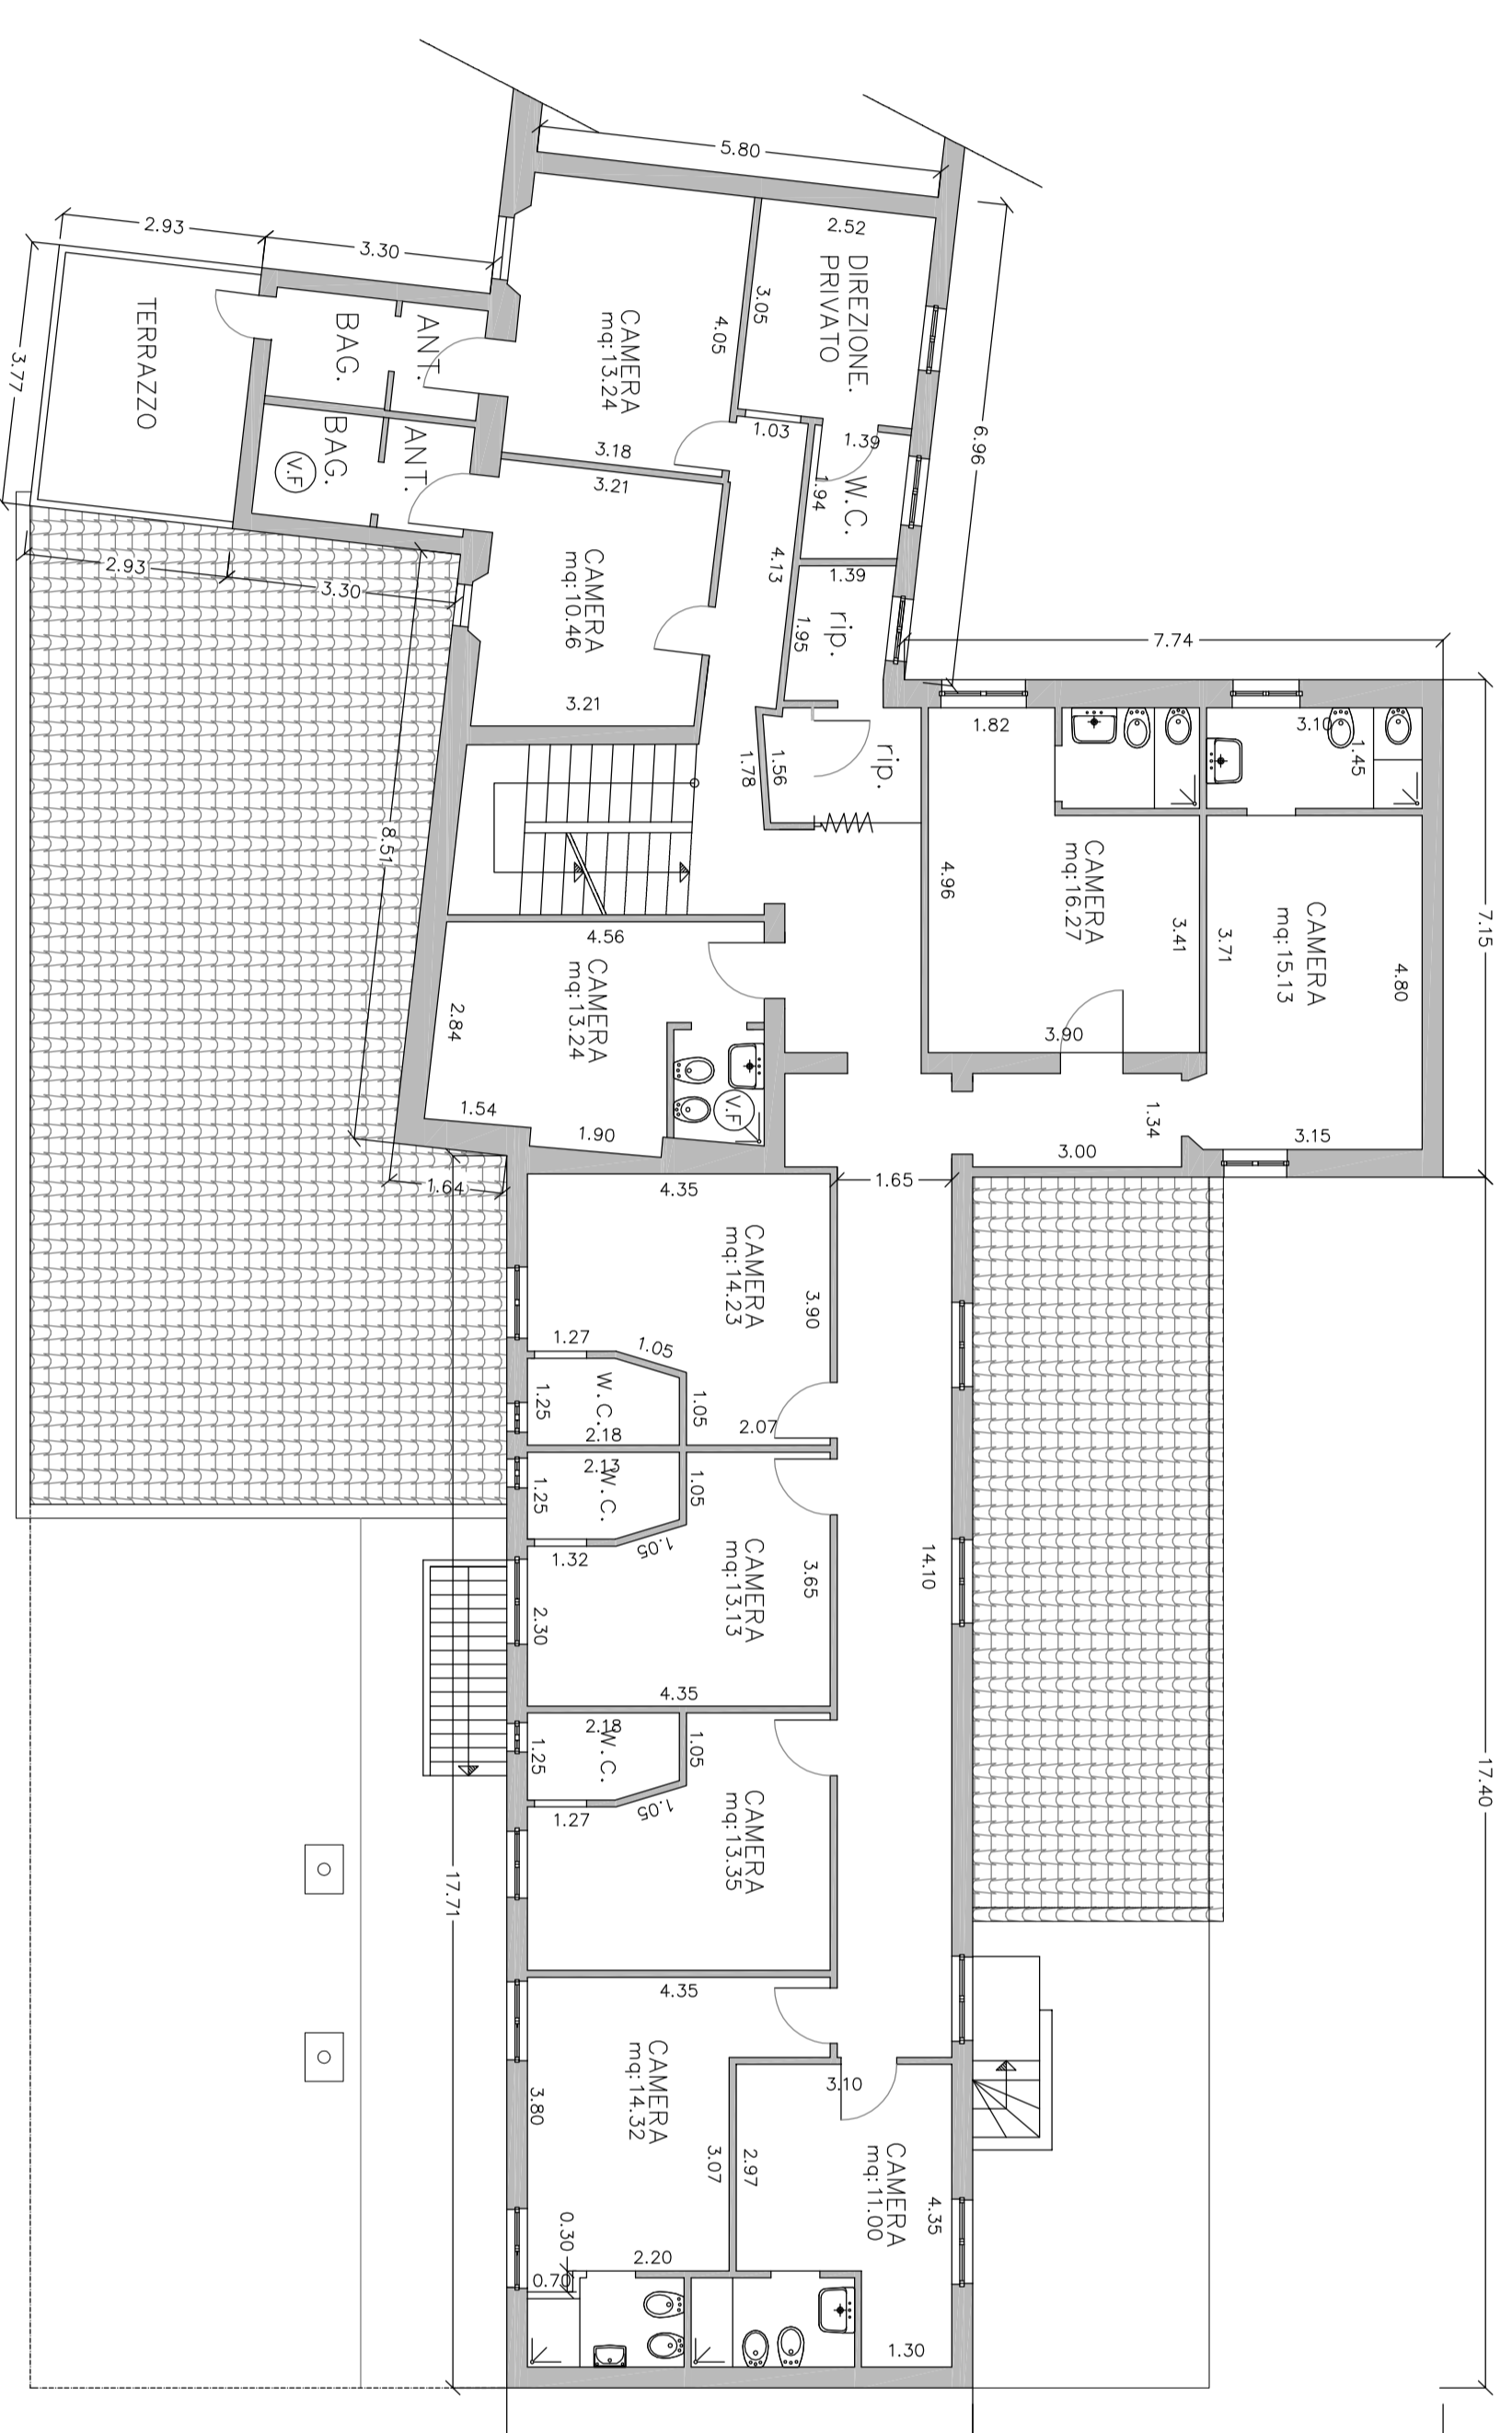 5.80
2.52
DIREZIONE.
PRIVATO
3.05
4.05
CAMERA
mq:13.24
2.93
3.30
3.77
TERRAZZO
BAG.
ANT.
BAG.
ANT.
V.F
1.03
1.39
1.94
W.C.
6.96
3.18
3.21
CAMERA
mq:10.46
3.21
4.13
1.39
rip.
1.95
2.93
3.30
8.51
7.74
7.15
1.56
1.78
rip.
1.82
3.10
1.45
CAMERA
mq:16.27
4.96
3.41
3.90
CAMERA
mq:15.13
3.71
4.80
3.15
1.34
3.00
4.56
CAMERA
mq:13.24
2.84
1.54
1.90
V.F
1.64
1.65
4.35
CAMERA
mq:14.23
3.90
1.27
1.05
W.C.
1.25
1.05
2.18
2.07
2.13
W.C.
1.25
1.05
1.32
1.05
CAMERA
mq:13.13
3.65
2.30
4.35
14.10
17.40
2.18
W.C.
1.25
1.05
1.27
1.05
CAMERA
mq:13.35
17.71
4.35
CAMERA
mq:14.32
3.80
3.07
3.10
2.97
CAMERA
mq:11.00
4.35
0.30
0.70
2.20
1.30